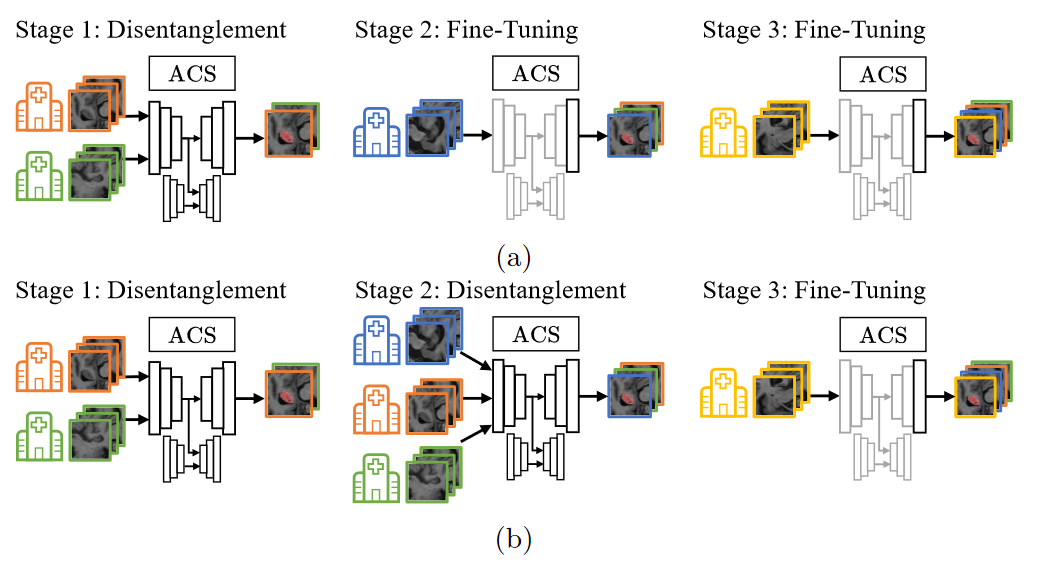 Stage 1: Disentanglement
Stage 2: Fine-Tuning
Stage 3: Fine-Tuning
ACS
ACS
ACS
(a)
Stage 1: Disentanglement
Stage 2: Disentanglement
Stage 3: Fine-Tuning
ACS
ACS
ACS
(b)